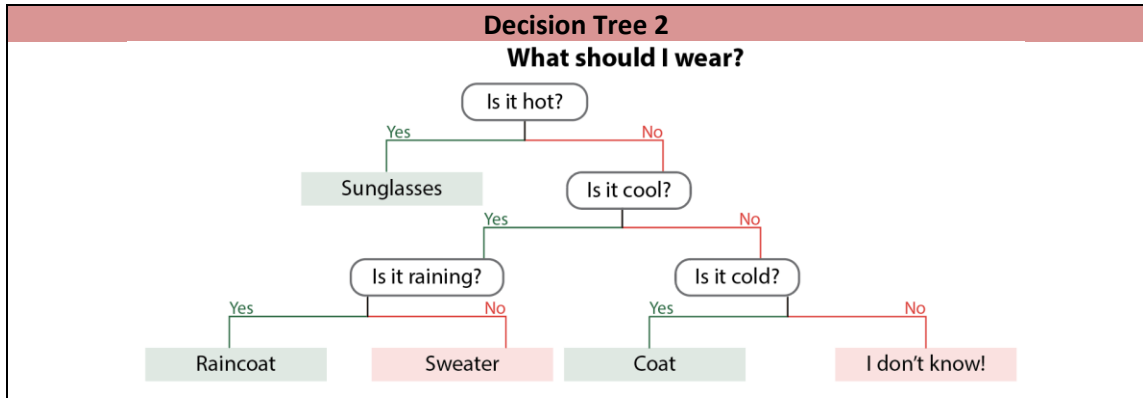 Decision Tree 2
What should I wear?
Is it hot?
Yes No
Sunglasses Is it cool?
Yes No
Is it raining? Is it cold?
Yes No Yes No
Raincoat Sweater Coat I don't know!